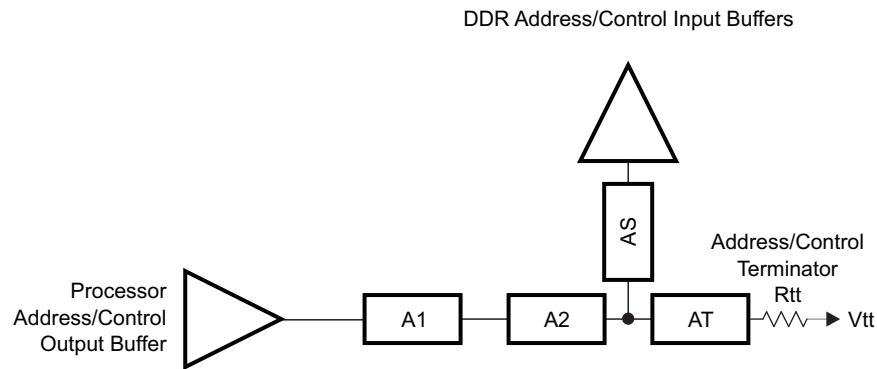 DDR Address/Control Input Buffers
AS
Address/Control
Terminator
Rtt
Vtt
Processor
Address/Control
Output Buffer
A1
A2
AT